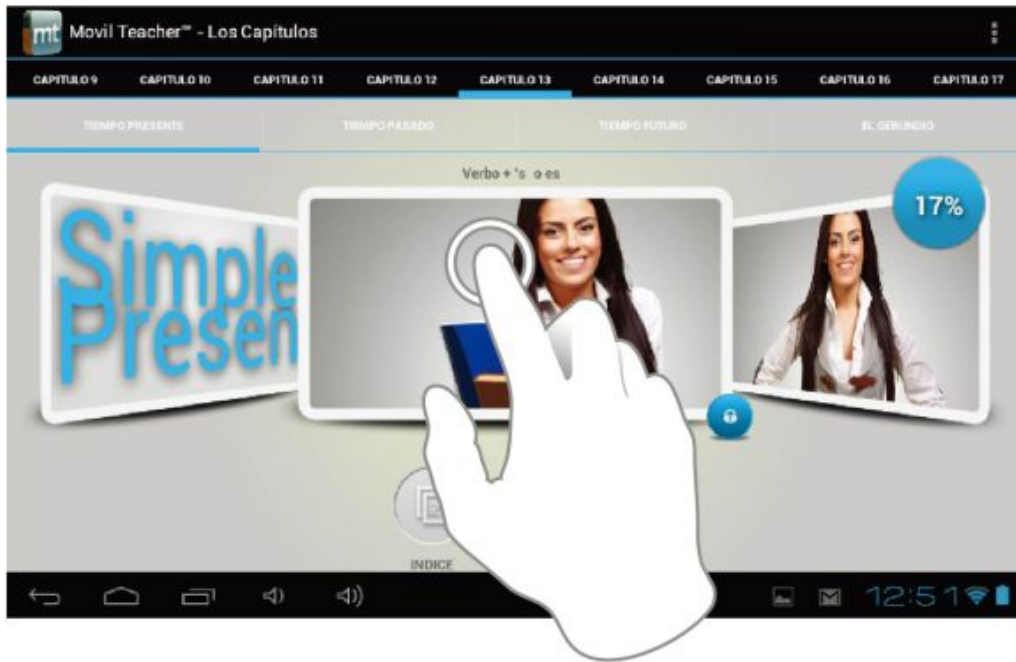 mt Movil Teacher™ - Los Capítulos
CAPITULO 9 CAPITULO 10 CAPITULO 11 CAPITULO 12 CAPITULO 13 CAPITULO 14 CAPITULO 15 CAPITULO 16 CAPITULO 17
TIEMPO PRESENTE TIEMPO PASADO TIEMPO FUTURO EL GERUNDIO
Verbo + 's o es
17%
Simple
Presen
INDICE
12:51